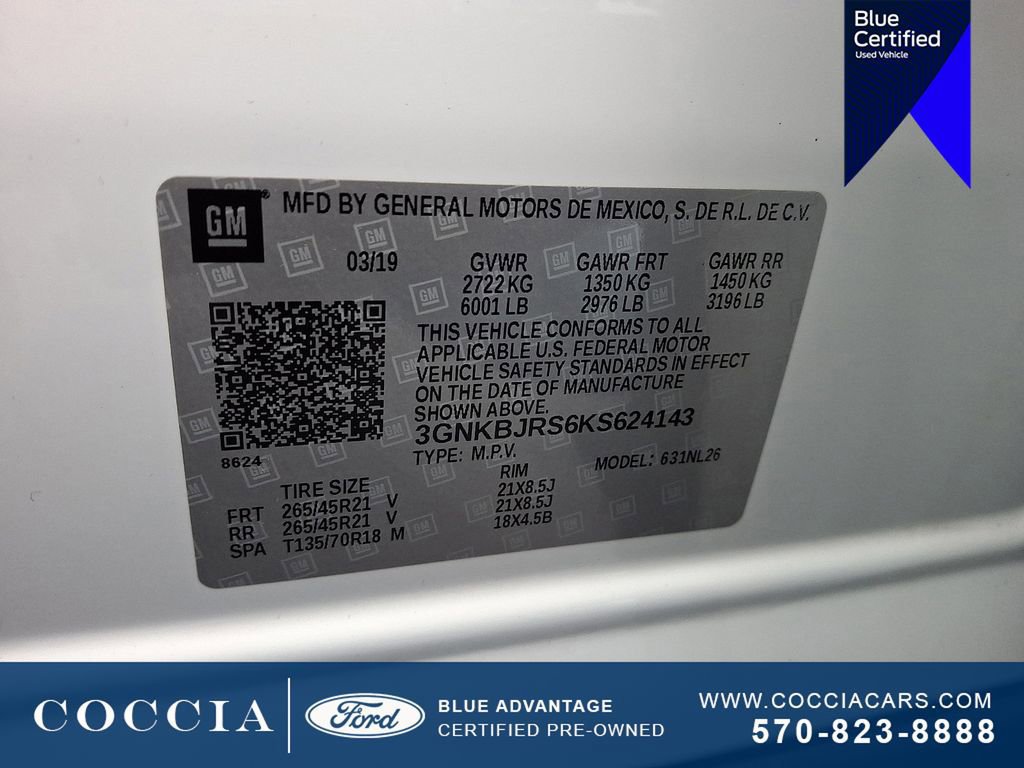 Blue
Certified
Used Vehicle
GM
MFD BY GENERAL MOTORS DE MEXICO, S. DE R.L. DE C.V.
03/19 GVWR GAWR FRT GAWR RR
2722 KG 1350 KG 1450 KG
6001 LB 2976 LB 3196 LB
THIS VEHICLE CONFORMS TO ALL
APPLICABLE U.S. FEDERAL MOTOR
VEHICLE SAFETY STANDARDS IN EFFECT
ON THE DATE OF MANUFACTURE
SHOWN ABOVE.
3GNKBJRS6KS624143
8624
TYPE: M.P.V. MODEL: 631NL26
TIRE SIZE RIM
FRT 265/45R21 V 21X8.5J
RR 265/45R21 V 21X8.5J
SPA T135/70R18 M 18X4.5B
COCCIA Ford BLUE ADVANTAGE
CERTIFIED PRE-OWNED
WWW.COCCIACARS.COM
570-823-8888